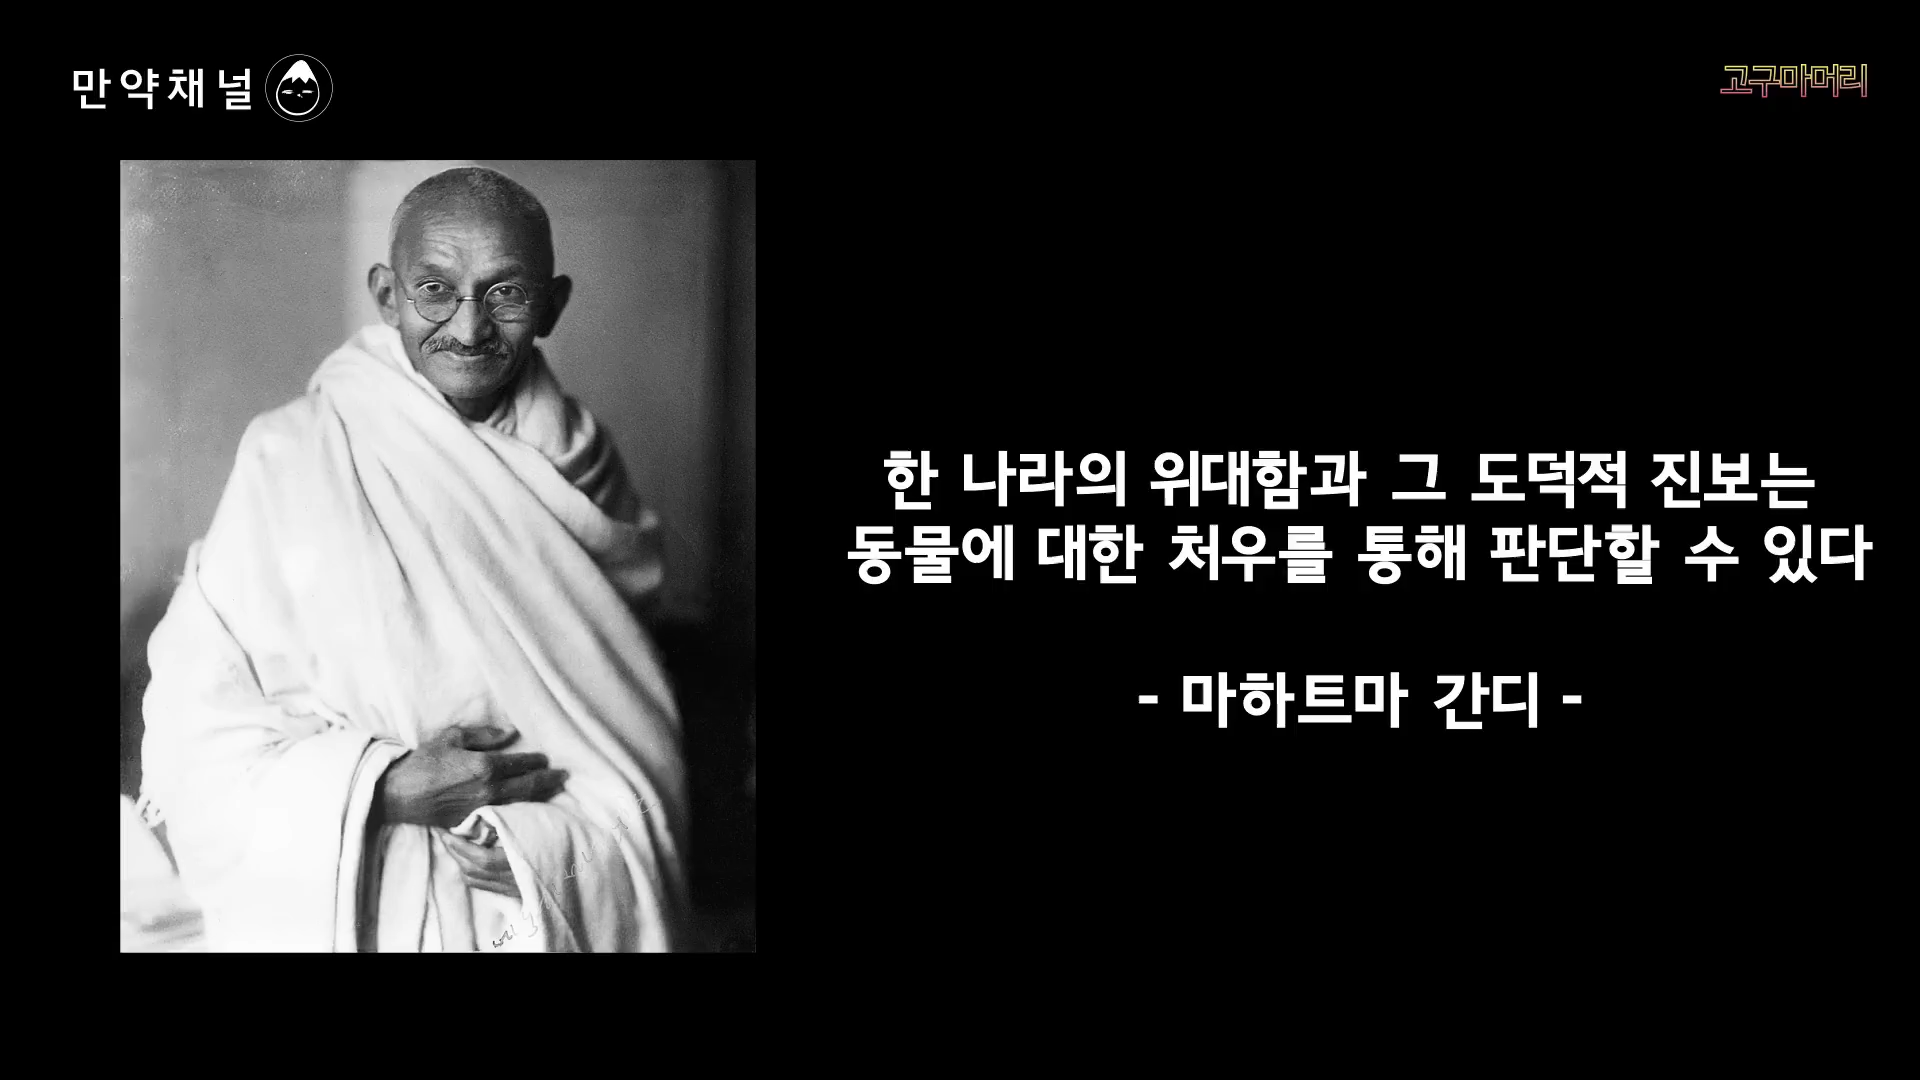 만약채널
고구마머리
한 나라의 위대함과 그 도덕적 진보는
동물에 대한 처우를 통해 판단할 수 있다
- 마하트마 간디 -